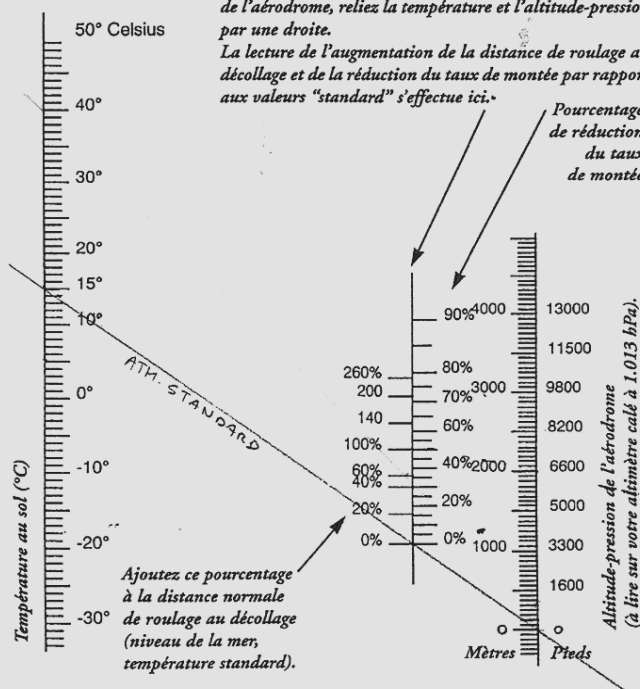 de l'aérodrome, reliez la température et l'altitude-pressio
par une droite.
La lecture de l'augmentation de la distance de roulage a
décollage et de la réduction du taux de montée par rappor
aux valeurs "standard" s'effectue ici.
Pourcentage
de réduction
du taux
de montée
50° Celsius
40°
30°
20°
15°
10°
0°
-10°
-20°
-30°
Température au sol (°C)
ATM. STANDARD
260%
200
140
100%
60%
40%
20%
0%
90%
80%
70%
60%
40%
20%
0%
4000
3000
2000
1000
0
Mètres
13000
11500
9800
8200
6600
5000
3300
1600
0
Pieds
Altitude-pression de l'aérodrome
(à lire sur votre altimètre calé à 1.013 hPa).
Ajoutez ce pourcentage
à la distance normale
de roulage au décollage
(niveau de la mer,
température standard).